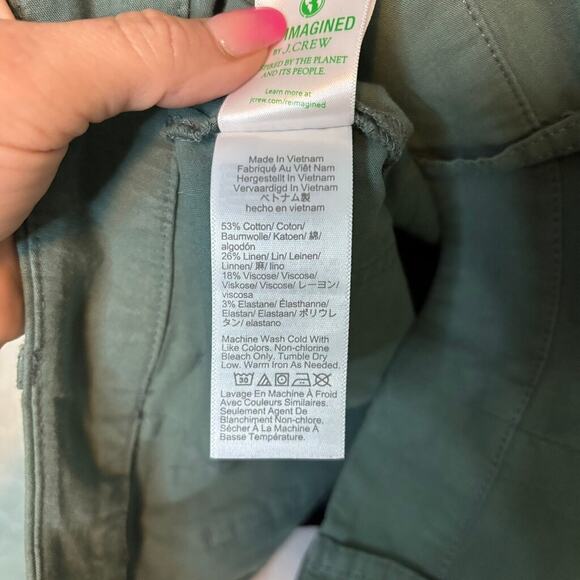 IMAGINED
BY J.CREW
SPIRED BY THE PLANET
AND ITS PEOPLE.
Learn more at
jcrew.com/reimagined
Made In Vietnam
Fabriqué Au Viêt Nam
Hergestellt In Vietnam
Vervaardigd In Vietnam
ベトナム製
hecho en vietnam
53% Cotton/ Coton/
Baumwolle/ Katoen/ 綿/
algodón
26% Linen/ Lin/ Leinen/
Linnen/ 麻/ lino
18% Viscose/ Viscose/
Viskose/ Viscose/ レーヨン/
viscosa
3% Elastane/ Élasthanne/
Elastan/ Elastaan/ ポリウレ
タン/ elastano
Machine Wash Cold With
Like Colors. Non-chlorine
Bleach Only. Tumble Dry
Low. Warm Iron As Needed.
30
Lavage En Machine À Froid
Avec Couleurs Similaires.
Seulement Agent De
Blanchiment Non-chlore.
Sécher À La Machine À
Basse Température.